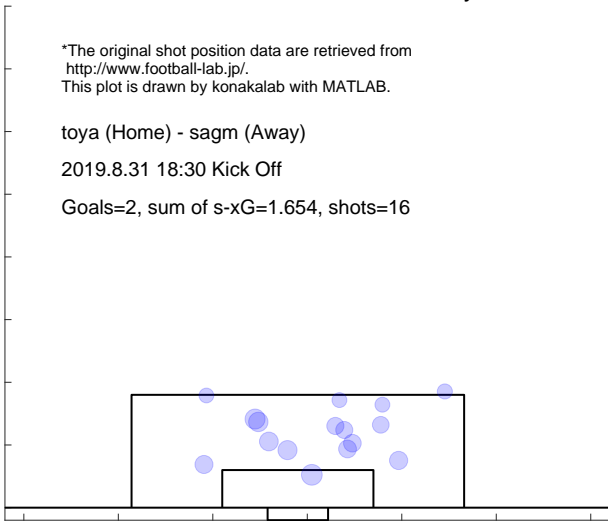 *The original shot position data are retrieved from
http://www.football-lab.jp/.
This plot is drawn by konakalab with MATLAB.
toya (Home) - sagm (Away)
2019.8.31 18:30 Kick Off
Goals=2, sum of s-xG=1.654, shots=16